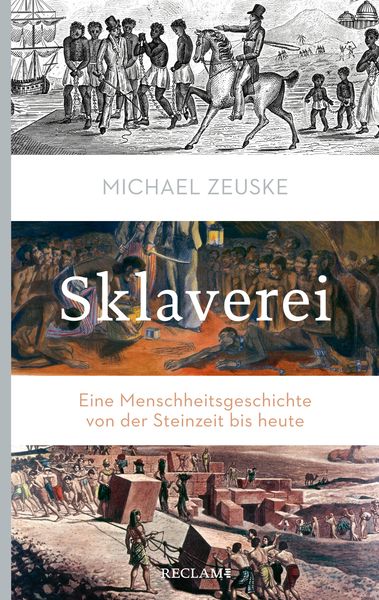 MICHAEL ZEUSKE
Sklaverei
Eine Menschheitsgeschichte
von der Steinzeit bis heute
RECLAM